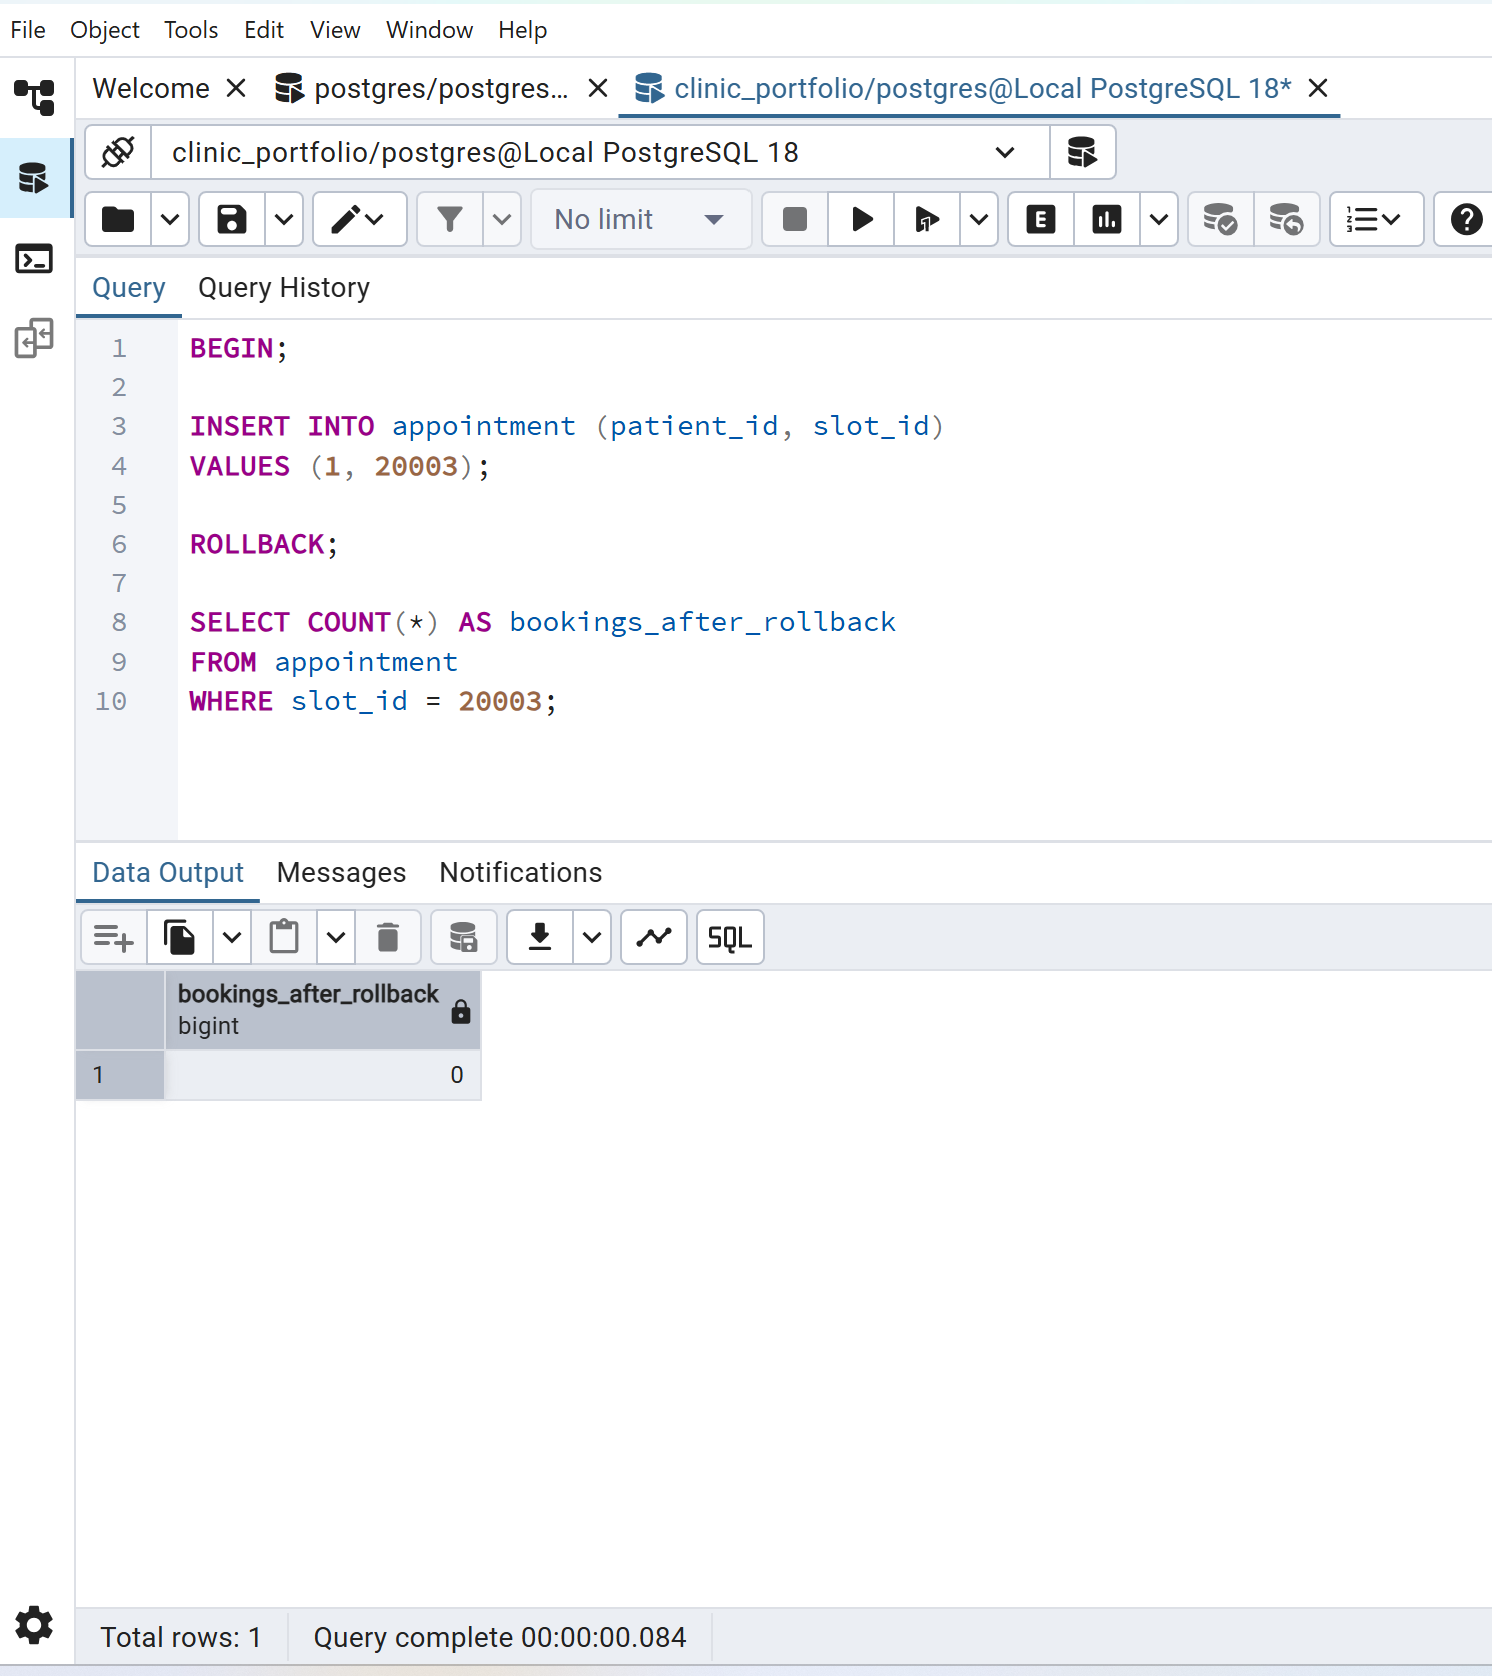 File Object Tools Edit View Window Help
Welcome postgres/postgres... clinic_portfolio/postgres@Local PostgreSQL 18*
clinic_portfolio/postgres@Local PostgreSQL 18
No limit
Query Query History
1 BEGIN;
2
3 INSERT INTO appointment (patient_id, slot_id)
4 VALUES (1, 20003);
5
6 ROLLBACK;
7
8 SELECT COUNT(*) AS bookings_after_rollback
9 FROM appointment
10 WHERE slot_id = 20003;
Data Output Messages Notifications
SQL
bookings_after_rollback
bigint
1 0
Total rows: 1 Query complete 00:00:00.084